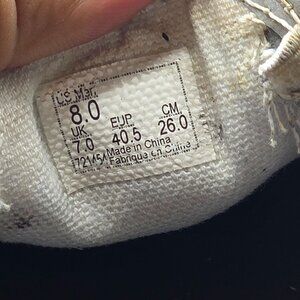 US Men
8.0
UK EUR CM
7.0 40.5 26.0
721454 Made in China
Fabriqué en Chine